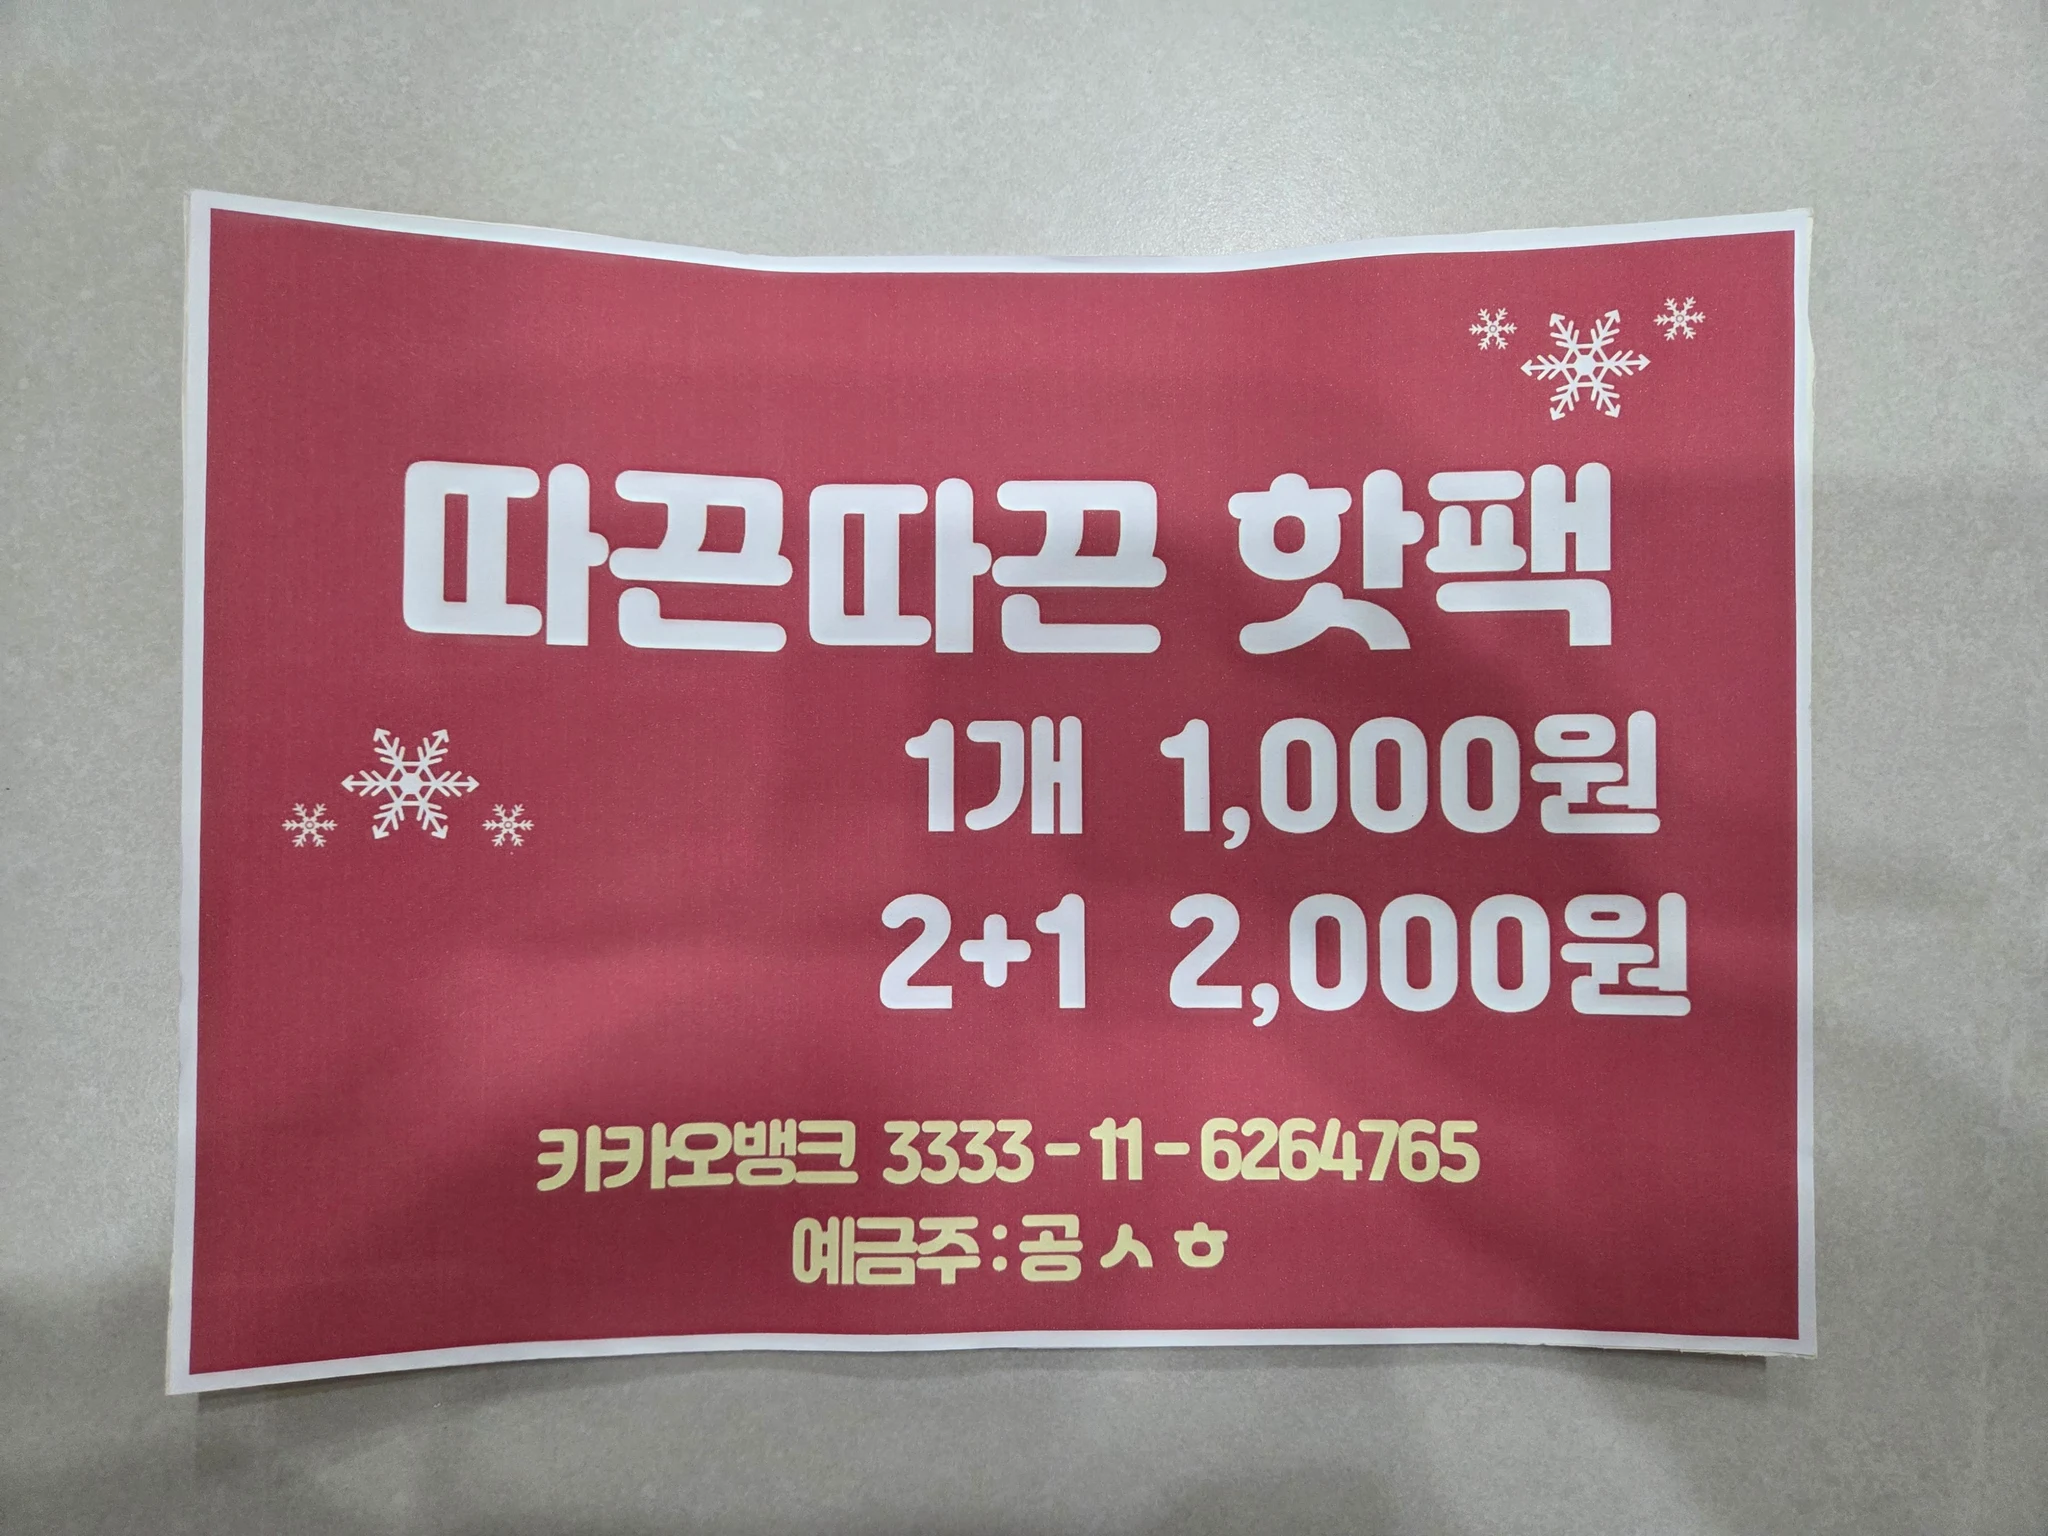 따끈따끈 핫팩
1개 1,000원
2+1 2,000원
카카오뱅크 3333-11-6264765
예금주:공ㅅㅎ